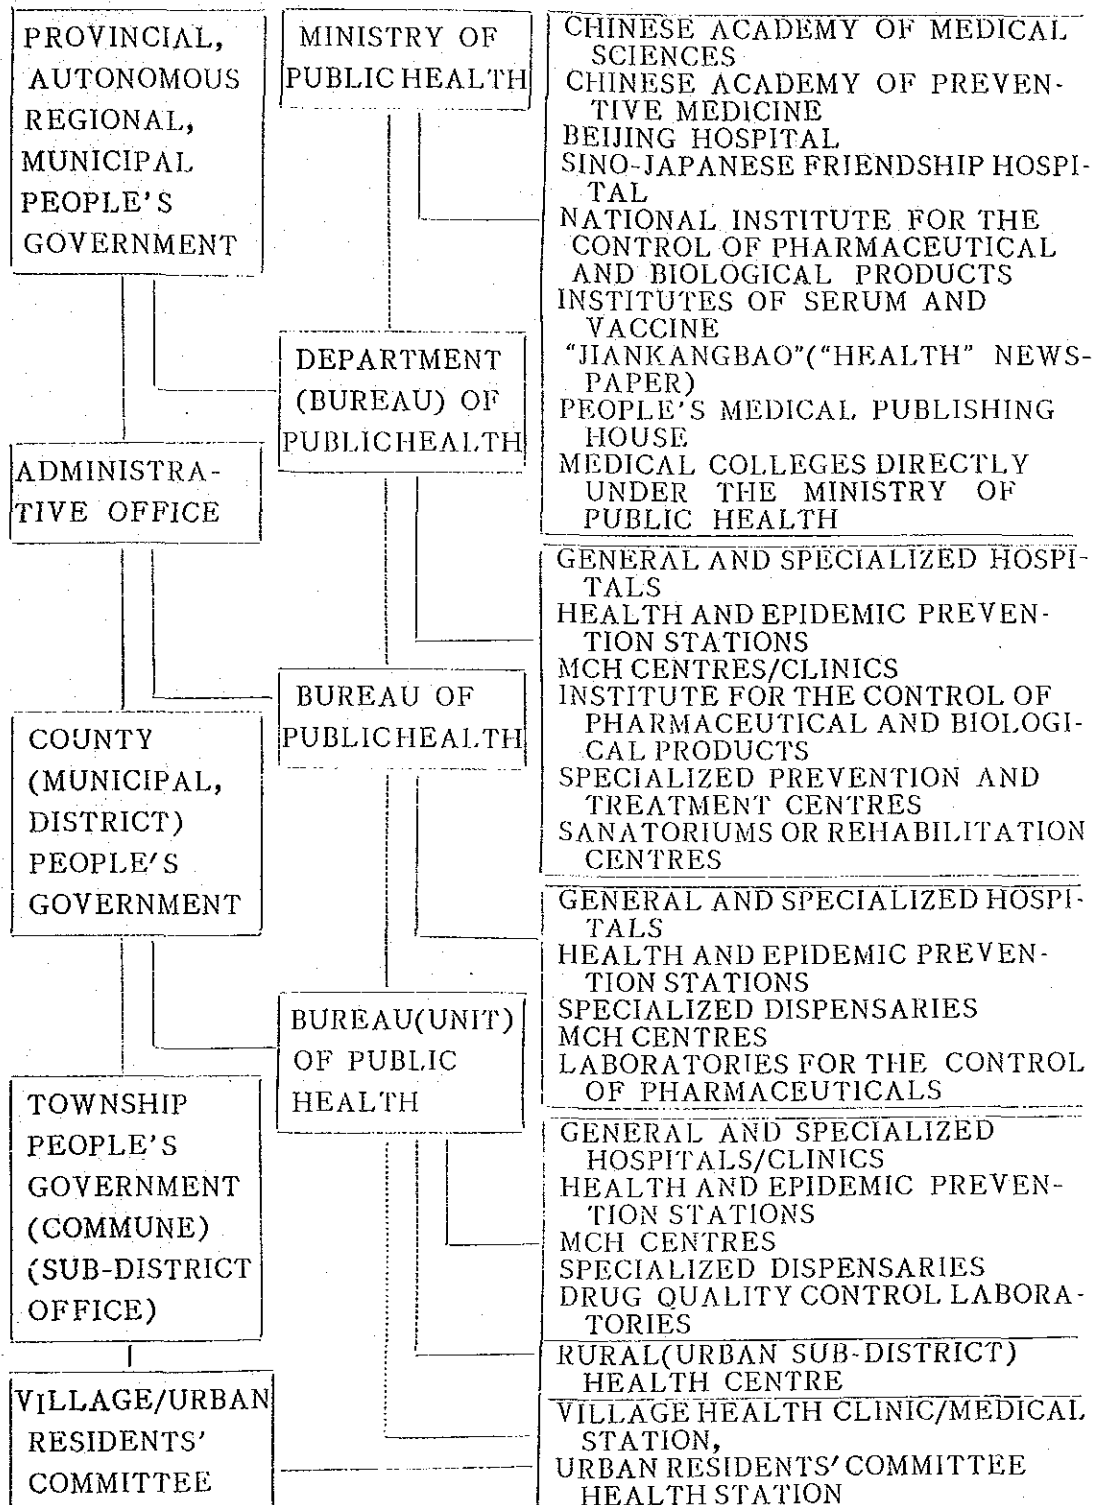 PROVINCIAL,
AUTONOMOUS
REGIONAL,
MUNICIPAL
PEOPLE'S
GOVERNMENT
ADMINISTRA-
TIVE OFFICE
COUNTY
(MUNICIPAL,
DISTRICT)
PEOPLE'S
GOVERNMENT
TOWNSHIP
PEOPLE'S
GOVERNMENT
(COMMUNE)
(SUB-DISTRICT
OFFICE)
VILLAGE/URBAN
RESIDENTS'
COMMITTEE
MINISTRY OF
PUBLIC HEALTH
DEPARTMENT
(BUREAU) OF
PUBLIC HEALTH
BUREAU OF
PUBLIC HEALTH
BUREAU(UNIT)
OF PUBLIC
HEALTH
CHINESE ACADEMY OF MEDICAL
SCIENCES
CHINESE ACADEMY OF PREVEN-
TIVE MEDICINE
BEIJING HOSPITAL
SINO-JAPANESE FRIENDSHIP HOSPI-
TAL
NATIONAL INSTITUTE FOR THE
CONTROL OF PHARMACEUTICAL
AND BIOLOGICAL PRODUCTS
INSTITUTES OF SERUM AND
VACCINE
"JIANKANGBAO"("HEALTH" NEWS-
PAPER)
PEOPLE'S MEDICAL PUBLISHING
HOUSE
MEDICAL COLLEGES DIRECTLY
UNDER THE MINISTRY OF
PUBLIC HEALTH
GENERAL AND SPECIALIZED HOSPI-
TALS
HEALTH AND EPIDEMIC PREVEN-
TION STATIONS
MCH CENTRES/CLINICS
INSTITUTE FOR THE CONTROL OF
PHARMACEUTICAL AND BIOLOGI-
CAL PRODUCTS
SPECIALIZED PREVENTION AND
TREATMENT CENTRES
SANATORIUMS OR REHABILITATION
CENTRES
GENERAL AND SPECIALIZED HOSPI-
TALS
HEALTH AND EPIDEMIC PREVEN-
TION STATIONS
SPECIALIZED DISPENSARIES
MCH CENTRES
LABORATORIES FOR THE CONTROL
OF PHARMACEUTICALS
GENERAL AND SPECIALIZED
HOSPITALS/CLINICS
HEALTH AND EPIDEMIC PREVEN-
TION STATIONS
MCH CENTRES
SPECIALIZED DISPENSARIES
DRUG QUALITY CONTROL LABORA-
TORIES
RURAL(URBAN SUB-DISTRICT)
HEALTH CENTRE
VILLAGE HEALTH CLINIC/MEDICAL
STATION,
URBAN RESIDENTS' COMMITTEE
HEALTH STATION